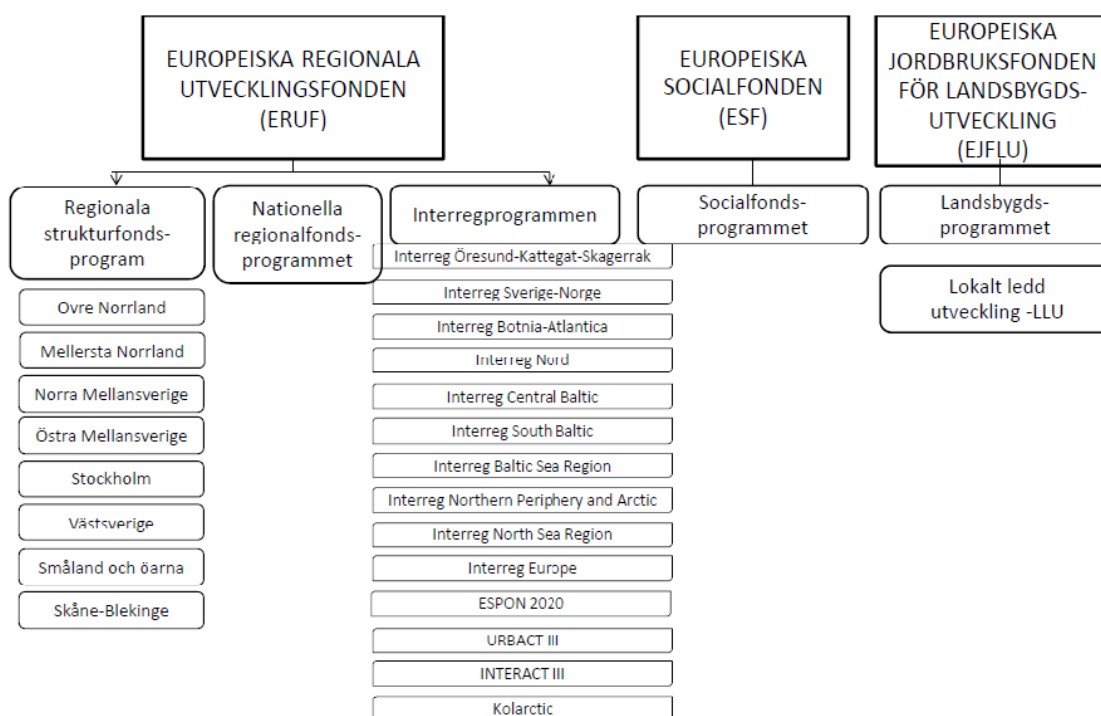 EUROPEISKA REGIONALA
UTVECKLINGSFONDEN
(ERUF)
EUROPEISKA
SOCIALFONDEN
(ESF)
EUROPEISKA
JORDBRUKSFONDEN
FÖR LANDSBYGDS-
UTVECKLING
(EJFLU)
Regionala
strukturfonds-
program
Nationella
regionalfonds-
programmet
Interregprogrammen
Socialfonds-
programmet
Landsbygds-
programmet
Ovre Norrland
Mellersta Norrland
Norra Mellansverige
Östra Mellansverige
Stockholm
Västsverige
Småland och öarna
Skåne-Blekinge
Interreg Öresund-Kattegat-Skagerrak
Interreg Sverige-Norge
Interreg Botnia-Atlantica
Interreg Nord
Interreg Central Baltic
Interreg South Baltic
Interreg Baltic Sea Region
Interreg Northern Periphery and Arctic
Interreg North Sea Region
Interreg Europe
ESPON 2020
URBACT III
INTERACT III
Kolarctic
Lokalt ledd
utveckling -LLU